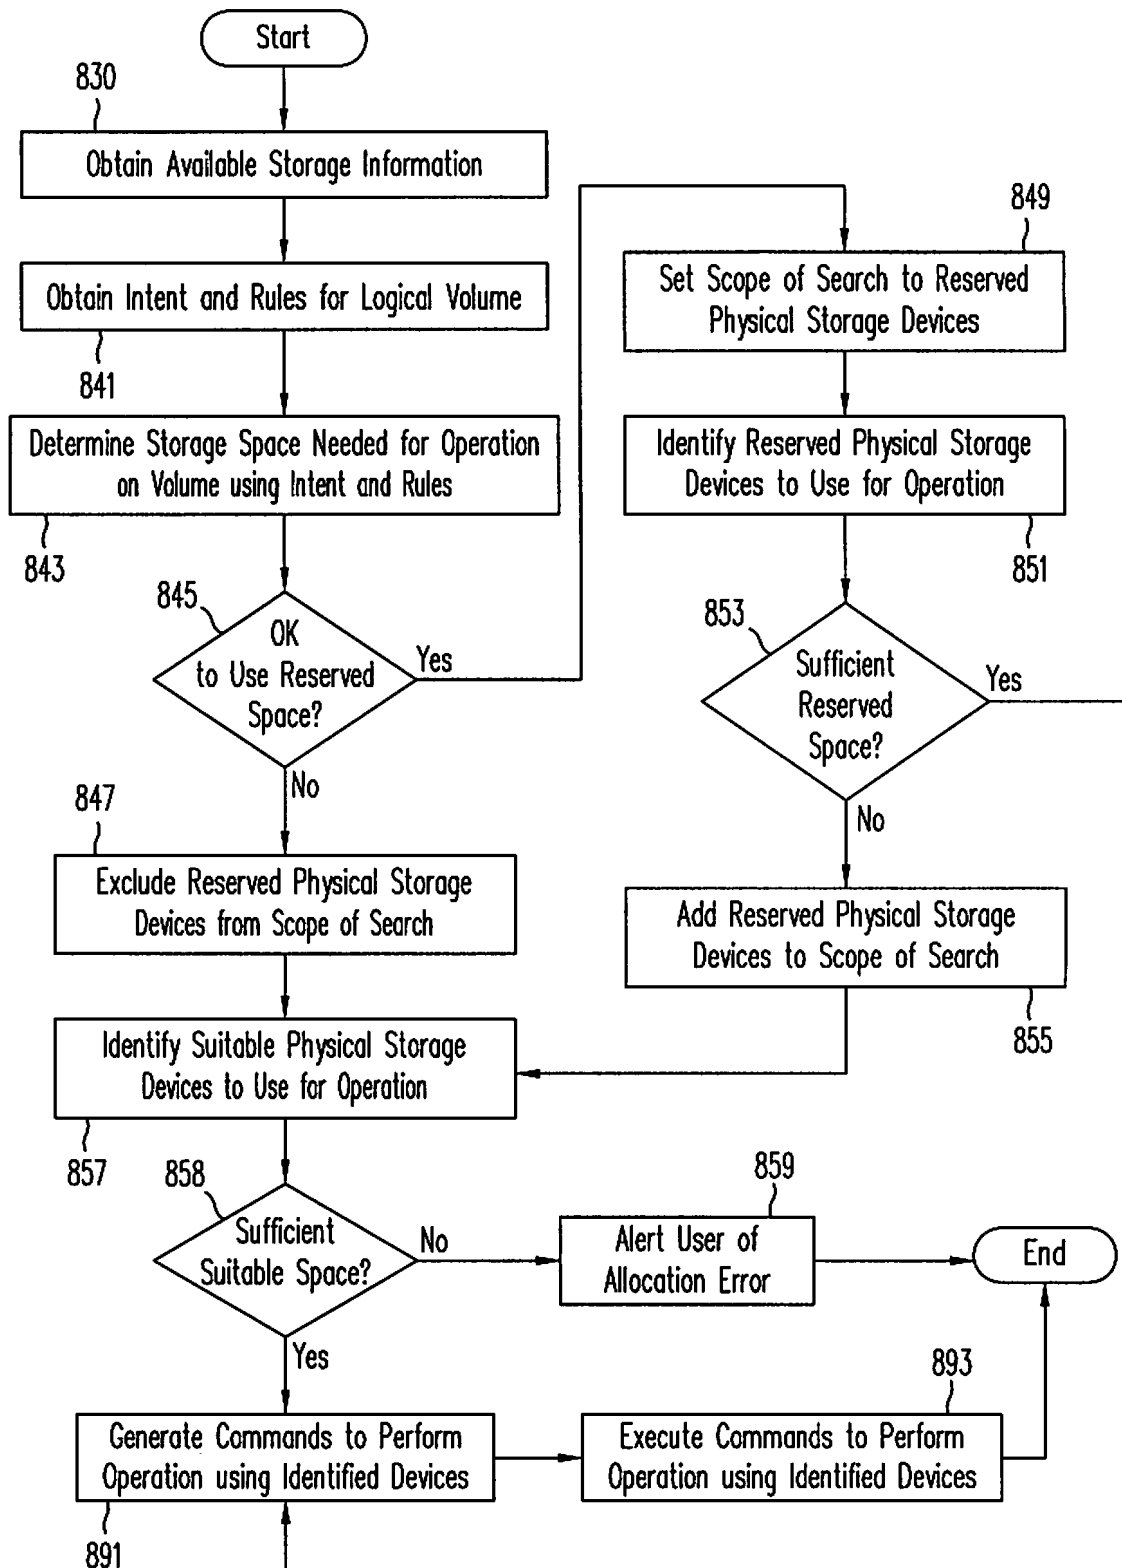 Start
830
Obtain Available Storage Information
Obtain Intent and Rules for Logical Volume
841
Determine Storage Space Needed for Operation
on Volume using Intent and Rules
843
845
OK
to Use Reserved
Space?
Yes
No
847
Exclude Reserved Physical Storage
Devices from Scope of Search
849
Set Scope of Search to Reserved
Physical Storage Devices
Identify Reserved Physical Storage
Devices to Use for Operation
851
853
Sufficient
Reserved
Space?
Yes
No
Add Reserved Physical Storage
Devices to Scope of Search
855
Identify Suitable Physical Storage
Devices to Use for Operation
857
858
Sufficient
Suitable Space?
No
Yes
859
Alert User of
Allocation Error
End
Generate Commands to Perform
Operation using Identified Devices
891
893
Execute Commands to Perform
Operation using Identified Devices